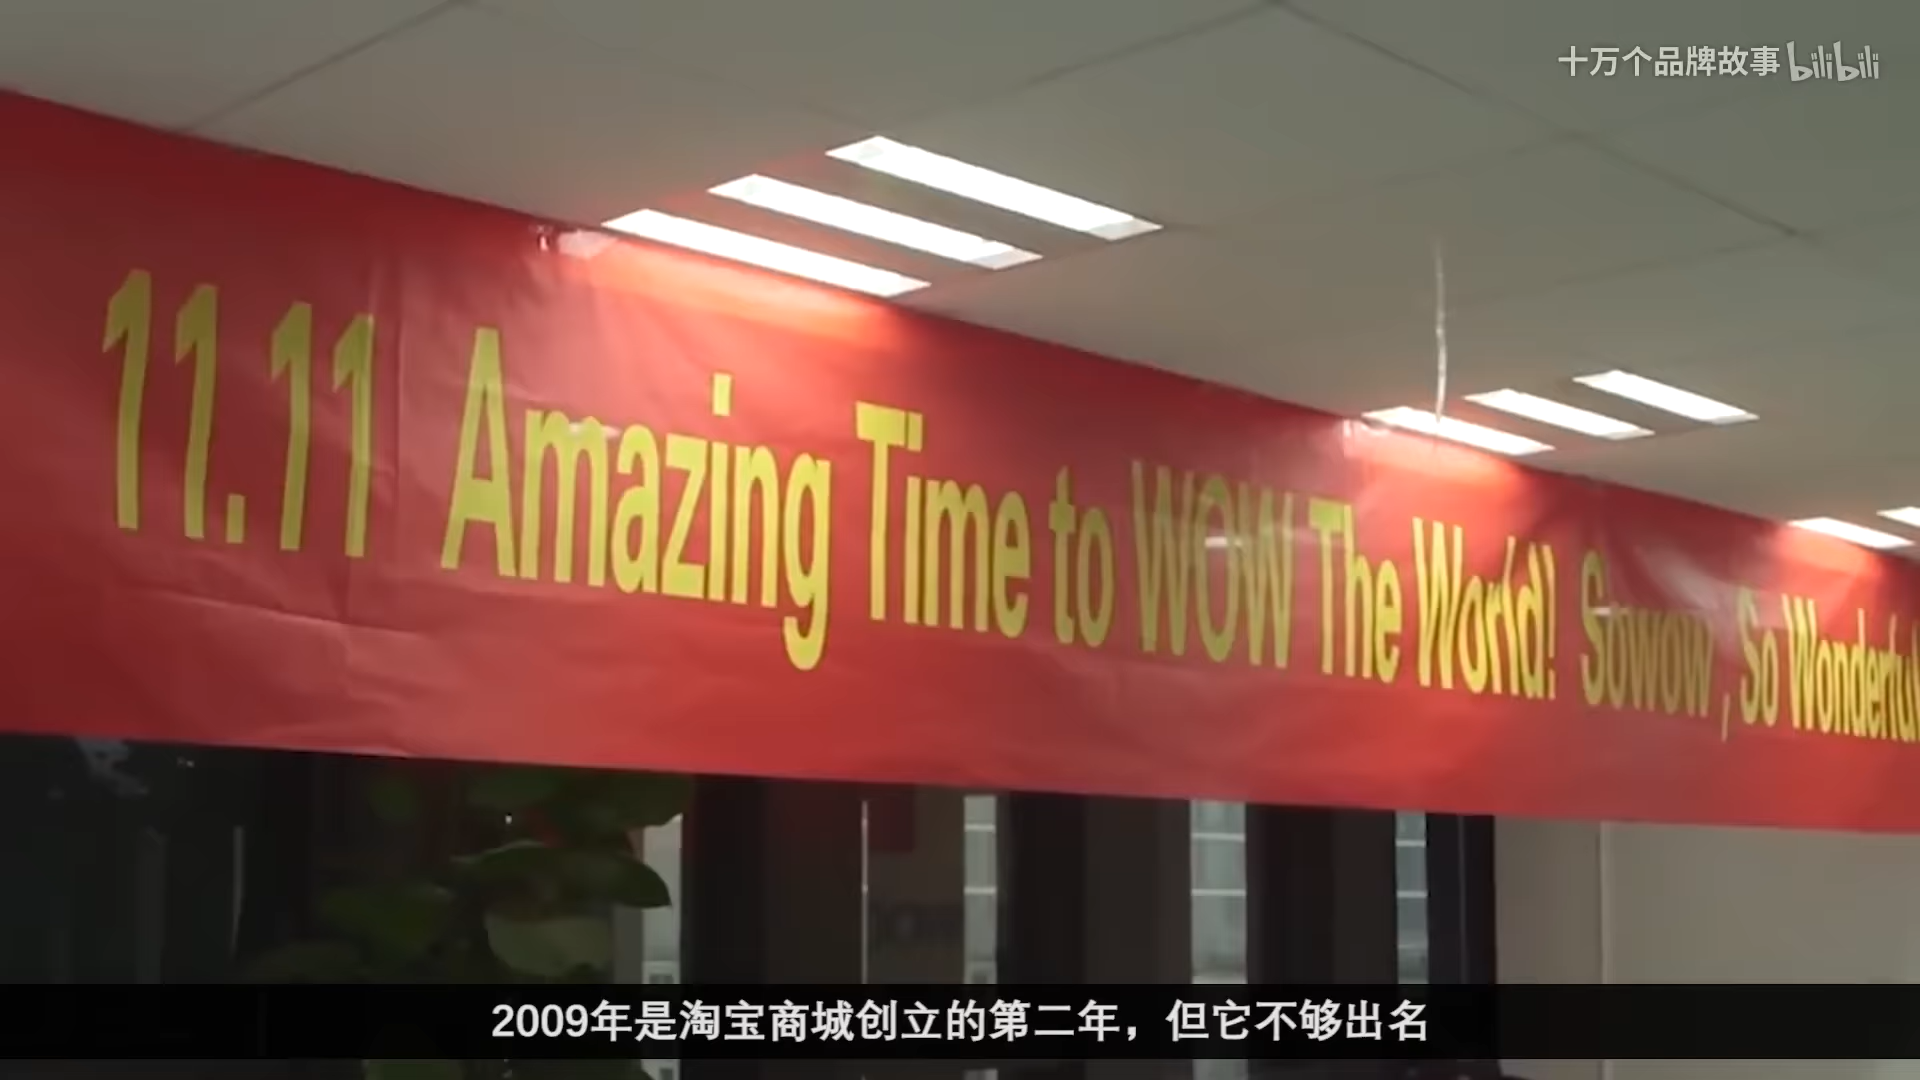 十万个品牌故事 bilibili
11.11 Amazing Time to WOW The World! Sowow, So Wonderful
2009年是淘宝商城创立的第二年，但它不够出名